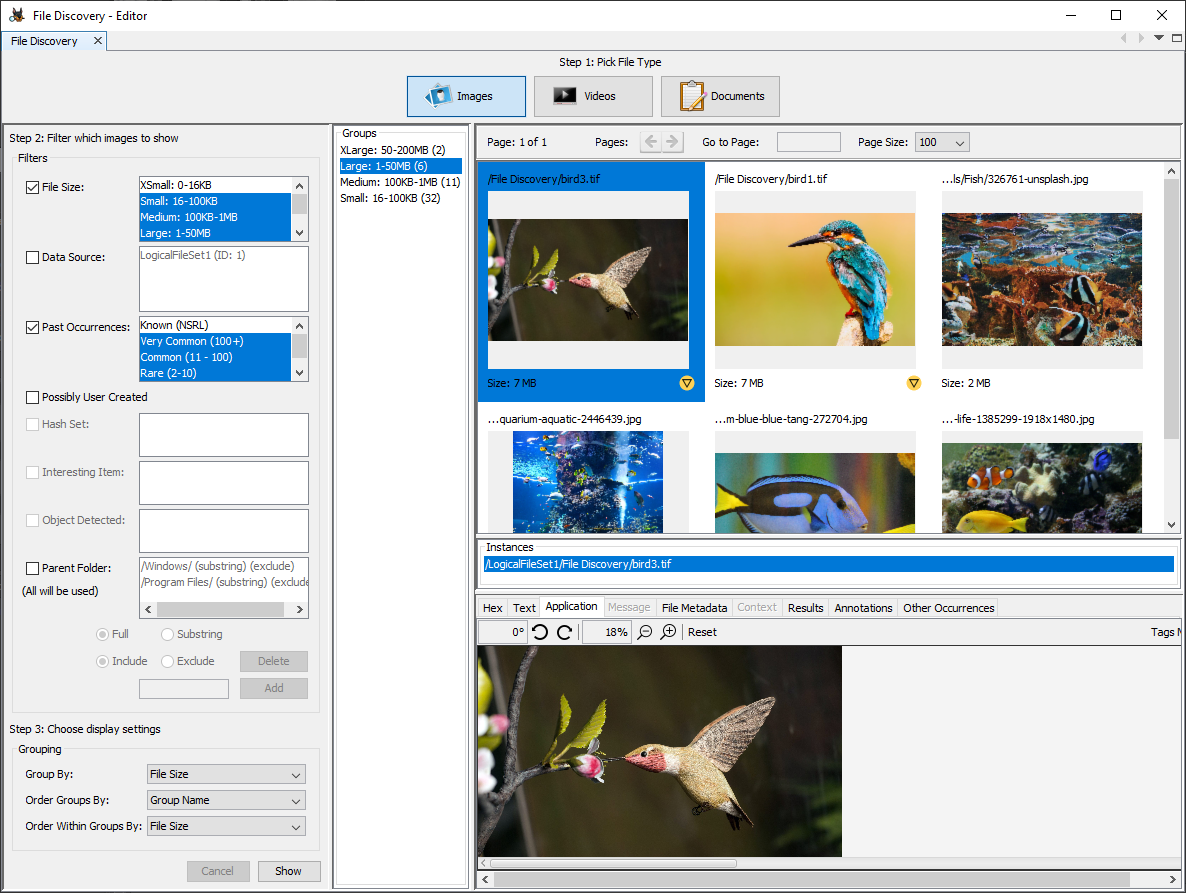 File Discovery - Editor
File Discovery
Step 1: Pick File Type
Images
Videos
Documents
Step 2: Filter which images to show
Filters
File Size:
XSmall: 0-16KB
Small: 16-100KB
Medium: 100KB-1MB
Large: 1-50MB
Data Source:
LogicalFileSet1 (ID: 1)
Past Occurrences:
Known (NSRL)
Very Common (100+)
Common (11 - 100)
Rare (2-10)
Possibly User Created
Hash Set:
Interesting Item:
Object Detected:
Parent Folder:
(All will be used)
/Windows/ (substring) (exclude)
/Program Files/ (substring) (exclude
Full
Substring
Include
Exclude
Delete
Add
Step 3: Choose display settings
Grouping
Group By:
File Size
Order Groups By:
Group Name
Order Within Groups By:
File Size
Cancel
Show
Groups
XLarge: 50-200MB (2)
Large: 1-50MB (6)
Medium: 100KB-1MB (11)
Small: 16-100KB (32)
Page: 1 of 1
Pages:
Go to Page:
Page Size:
100
/File Discovery/bird3.tif
/File Discovery/bird1.tif
...ls/Fish/326761-unsplash.jpg
Size: 7 MB
Size: 7 MB
Size: 2 MB
...quarium-aquatic-2446439.jpg
...m-blue-blue-tang-272704.jpg
...-life-1385299-1918x1480.jpg
Instances
/LogicalFileSet1/File Discovery/bird3.tif
Hex
Text
Application
Message
File Metadata
Context
Results
Annotations
Other Occurrences
0°
18%
Reset
Tags M